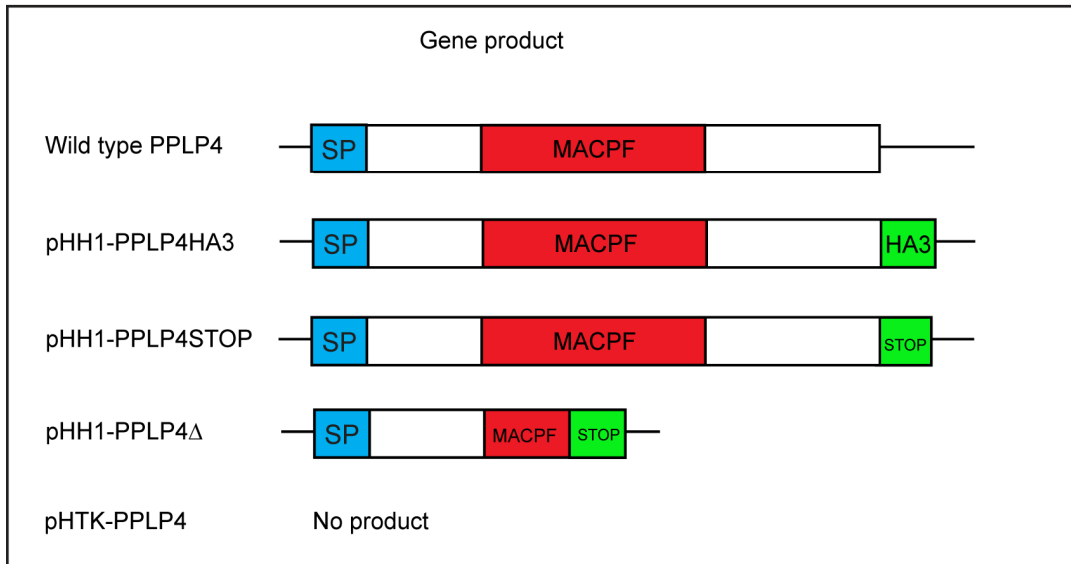 Gene product
Wild type PPLP4 SP MACPF
pHH1-PPLP4HA3 SP MACPF HA3
pHH1-PPLP4STOP SP MACPF STOP
pHH1-PPLP4Δ SP MACPF STOP
pHTK-PPLP4 No product